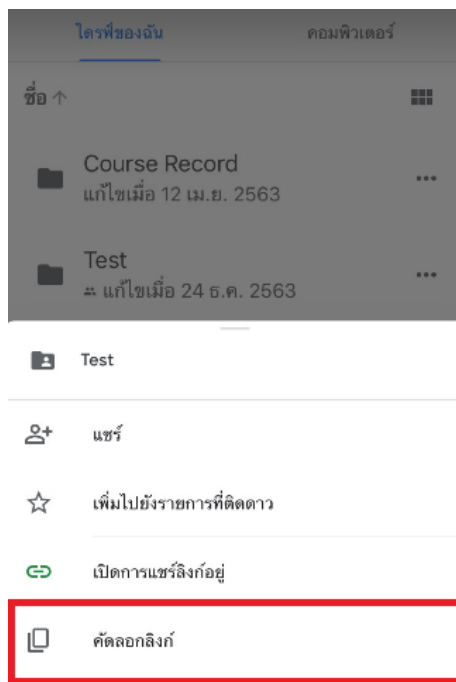 ไดรฟ์ของฉัน คอมพิวเตอร์
ชื่อ ↑
Course Record
แก้ไขเมื่อ 12 เม.ย. 2563
Test
แก้ไขเมื่อ 24 ธ.ค. 2563
Test
แชร์
เพิ่มไปยังรายการที่ติดดาว
เปิดการแชร์ลิงก์อยู่
คัดลอกลิงก์